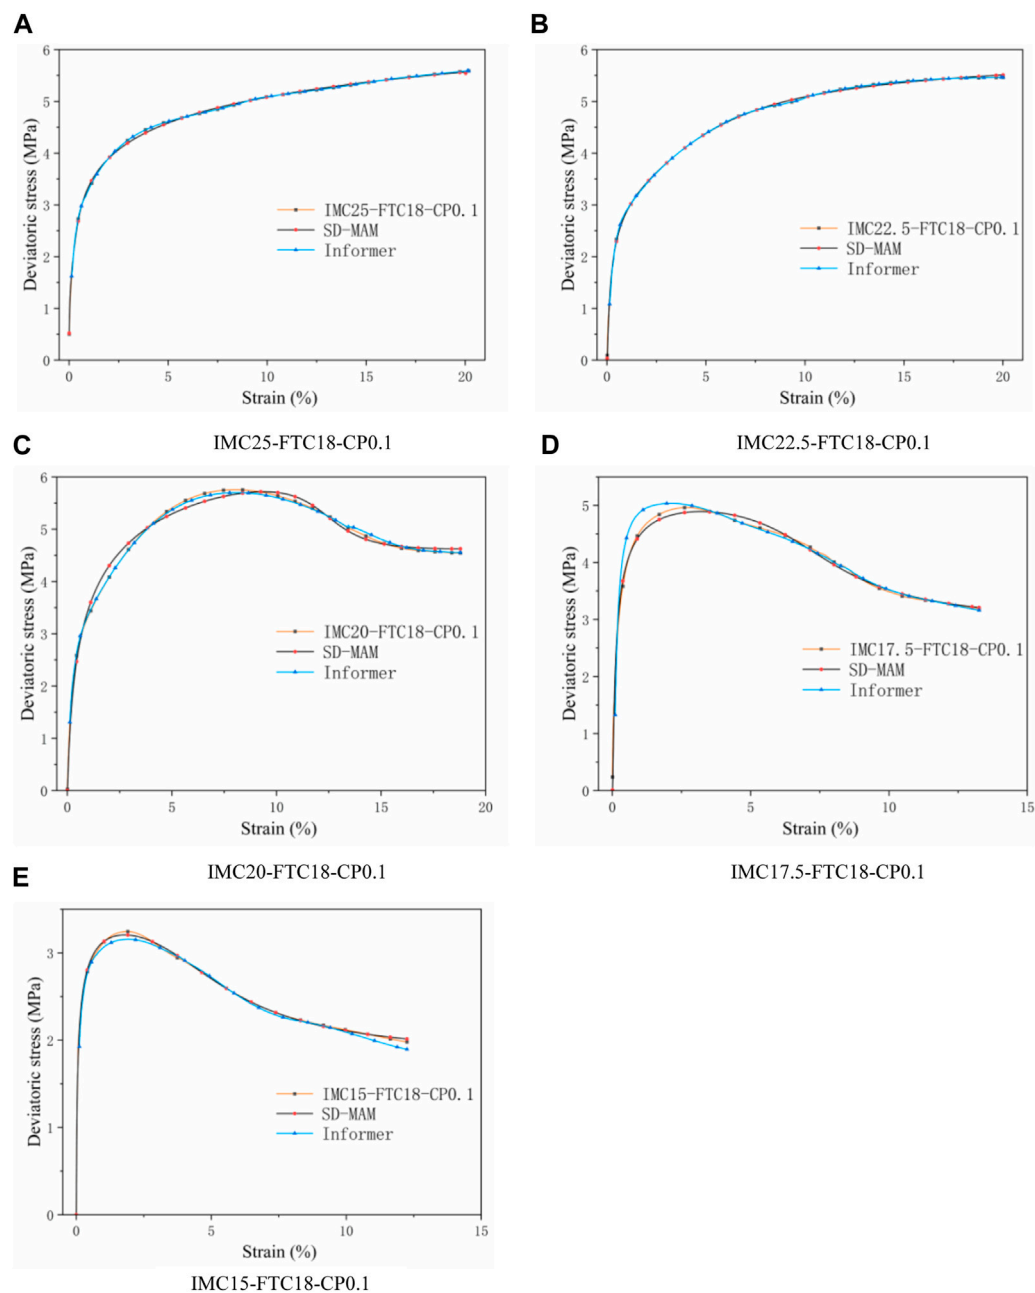 A
6
5
4
3
2
1
0
Deviatoric stress (MPa)
IMC25-FTC18-CP0.1
SD-MAM
Informer
0 5 10 15 20
Strain (%)
IMC25-FTC18-CP0.1
B
6
5
4
3
2
1
0
Deviatoric stress (MPa)
IMC22.5-FTC18-CP0.1
SD-MAM
Informer
0 5 10 15 20
Strain (%)
IMC22.5-FTC18-CP0.1
C
6
5
4
3
2
1
0
Deviatoric stress (MPa)
IMC20-FTC18-CP0.1
SD-MAM
Informer
0 5 10 15 20
Strain (%)
IMC20-FTC18-CP0.1
D
5
4
3
2
1
0
Deviatoric stress (MPa)
IMC17.5-FTC18-CP0.1
SD-MAM
Informer
0 5 10 15
Strain (%)
IMC17.5-FTC18-CP0.1
E
3
2
1
0
Deviatoric stress (MPa)
IMC15-FTC18-CP0.1
SD-MAM
Informer
0 5 10 15
Strain (%)
IMC15-FTC18-CP0.1